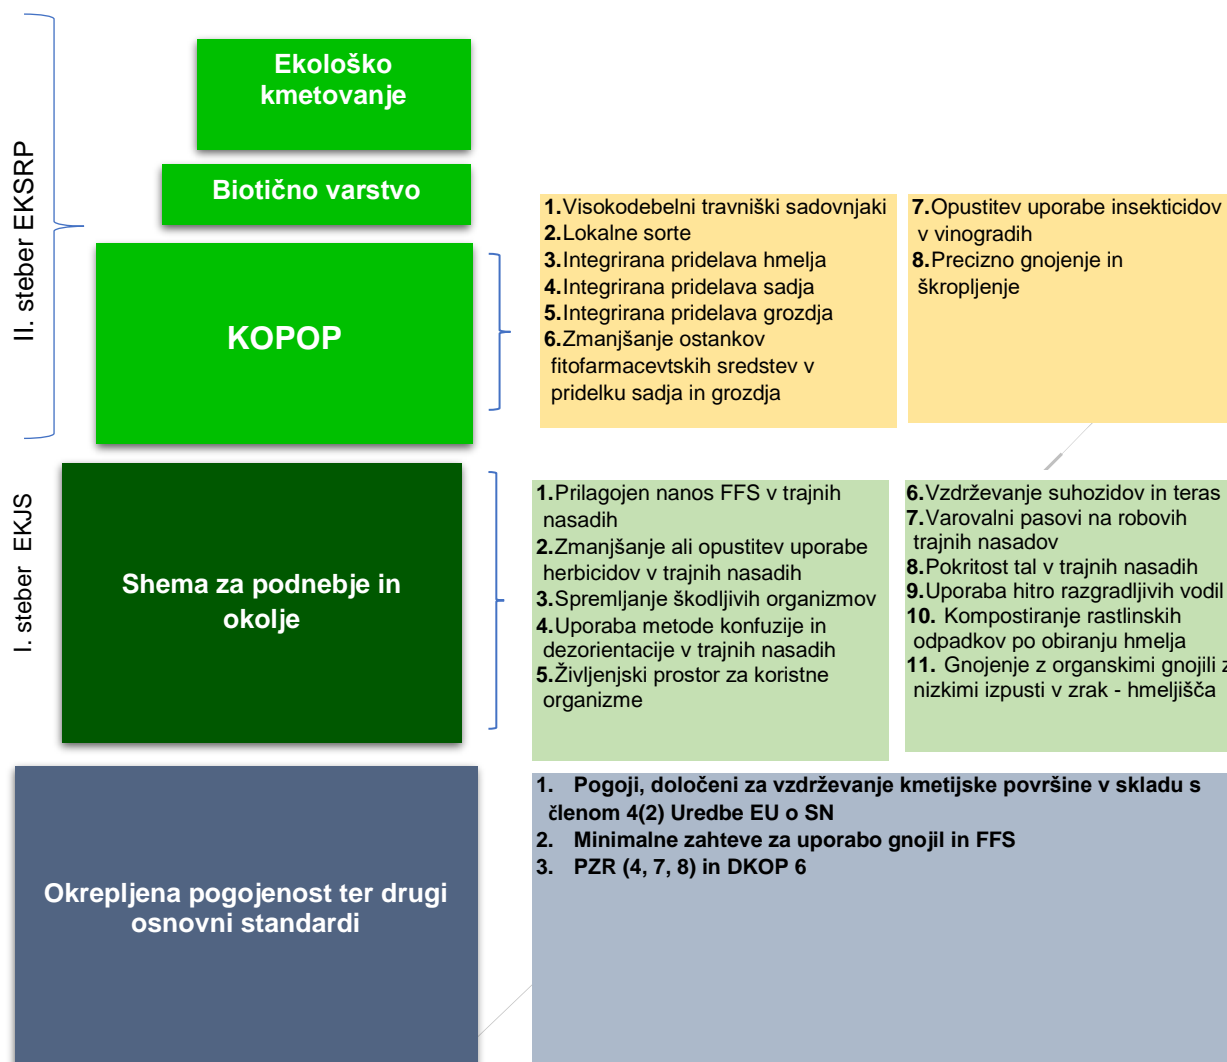 II. steber EKSRP
Ekološko
kmetovanje
Biotično varstvo
KOPOP
1.Visokodebelni travniški sadovnjaki
2.Lokalne sorte
3.Integrirana pridelava hmelja
4.Integrirana pridelava sadja
5.Integrirana pridelava grozdja
6.Zmanjšanje ostankov
fitofarmacevtskih sredstev v
pridelku sadja in grozdja
7.Opustitev uporabe insekticidov
v vinogradih
8.Precizno gnojenje in
škropljenje
I. steber EKJS
Shema za podnebje in
okolje
1.Prilagojen nanos FFS v trajnih
nasadih
2.Zmanjšanje ali opustitev uporabe
herbicidov v trajnih nasadih
3.Spremljanje škodljivih organizmov
4.Uporaba metode konfuzije in
dezorientacije v trajnih nasadih
5.Življenjski prostor za koristne
organizme
6.Vzdrževanje suhozidov in teras
7.Varovalni pasovi na robovih
trajnih nasadov
8.Pokritost tal v trajnih nasadih
9.Uporaba hitro razgradljivih vodil
10. Kompostiranje rastlinskih
odpadkov po obiranju hmelja
11. Gnojenje z organskimi gnojili z
nizkimi izpusti v zrak - hmeljišča
Okrepljena pogojenost ter drugi
osnovni standardi
1. Pogoji, določeni za vzdrževanje kmetijske površine v skladu s
členom 4(2) Uredbe EU o SN
2. Minimalne zahteve za uporabo gnojil in FFS
3. PZR (4, 7, 8) in DKOP 6